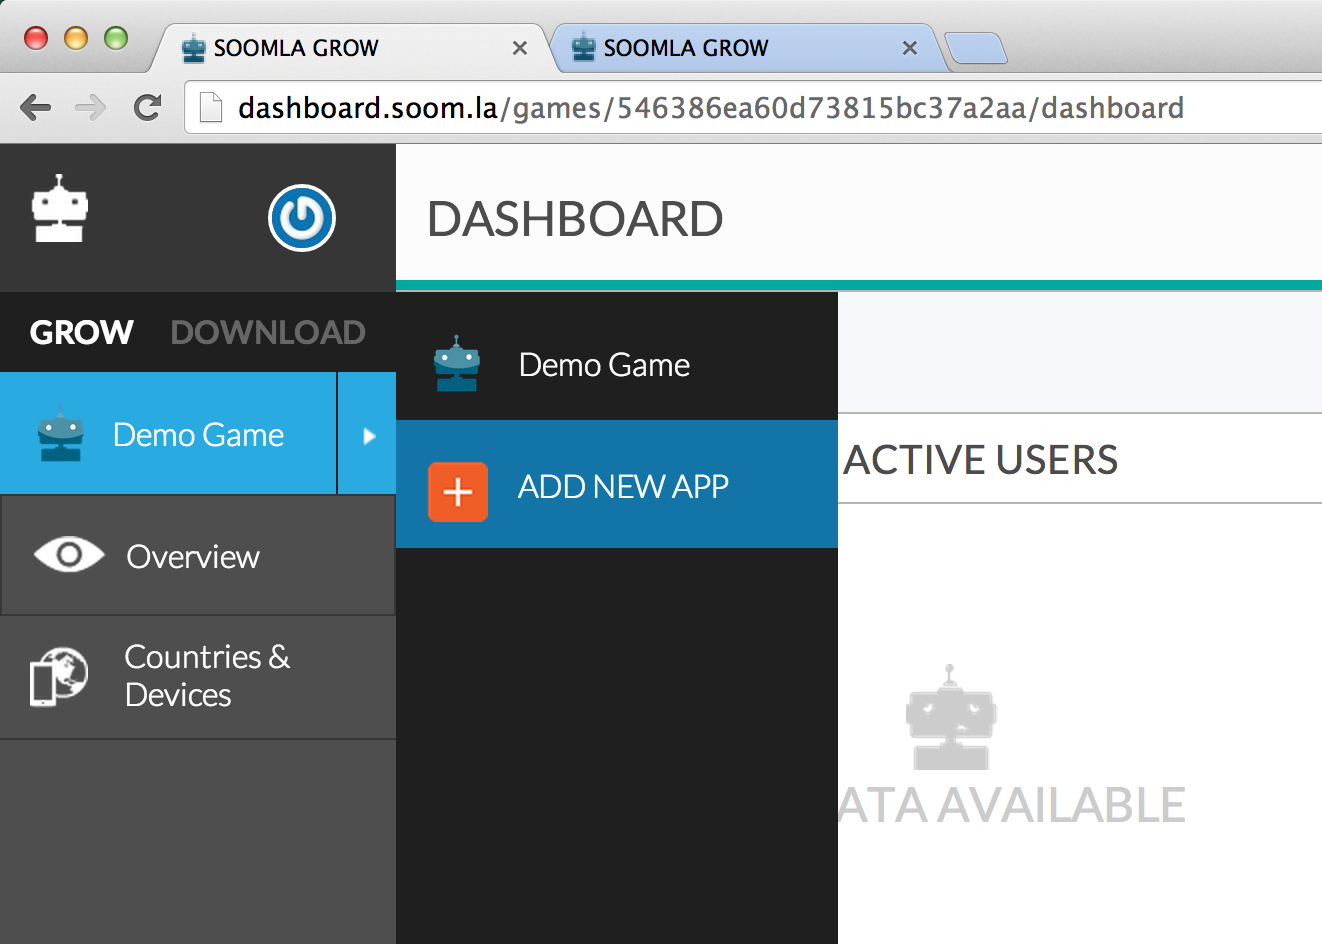 SOOMLA GROW
SOOMLA GROW
dashboard.soom.la/games/546386ea60d73815bc37a2aa/dashboard
DASHBOARD
GROW DOWNLOAD
Demo Game
Overview
Countries &
Devices
Demo Game
ADD NEW APP
ACTIVE USERS
ATA AVAILABLE